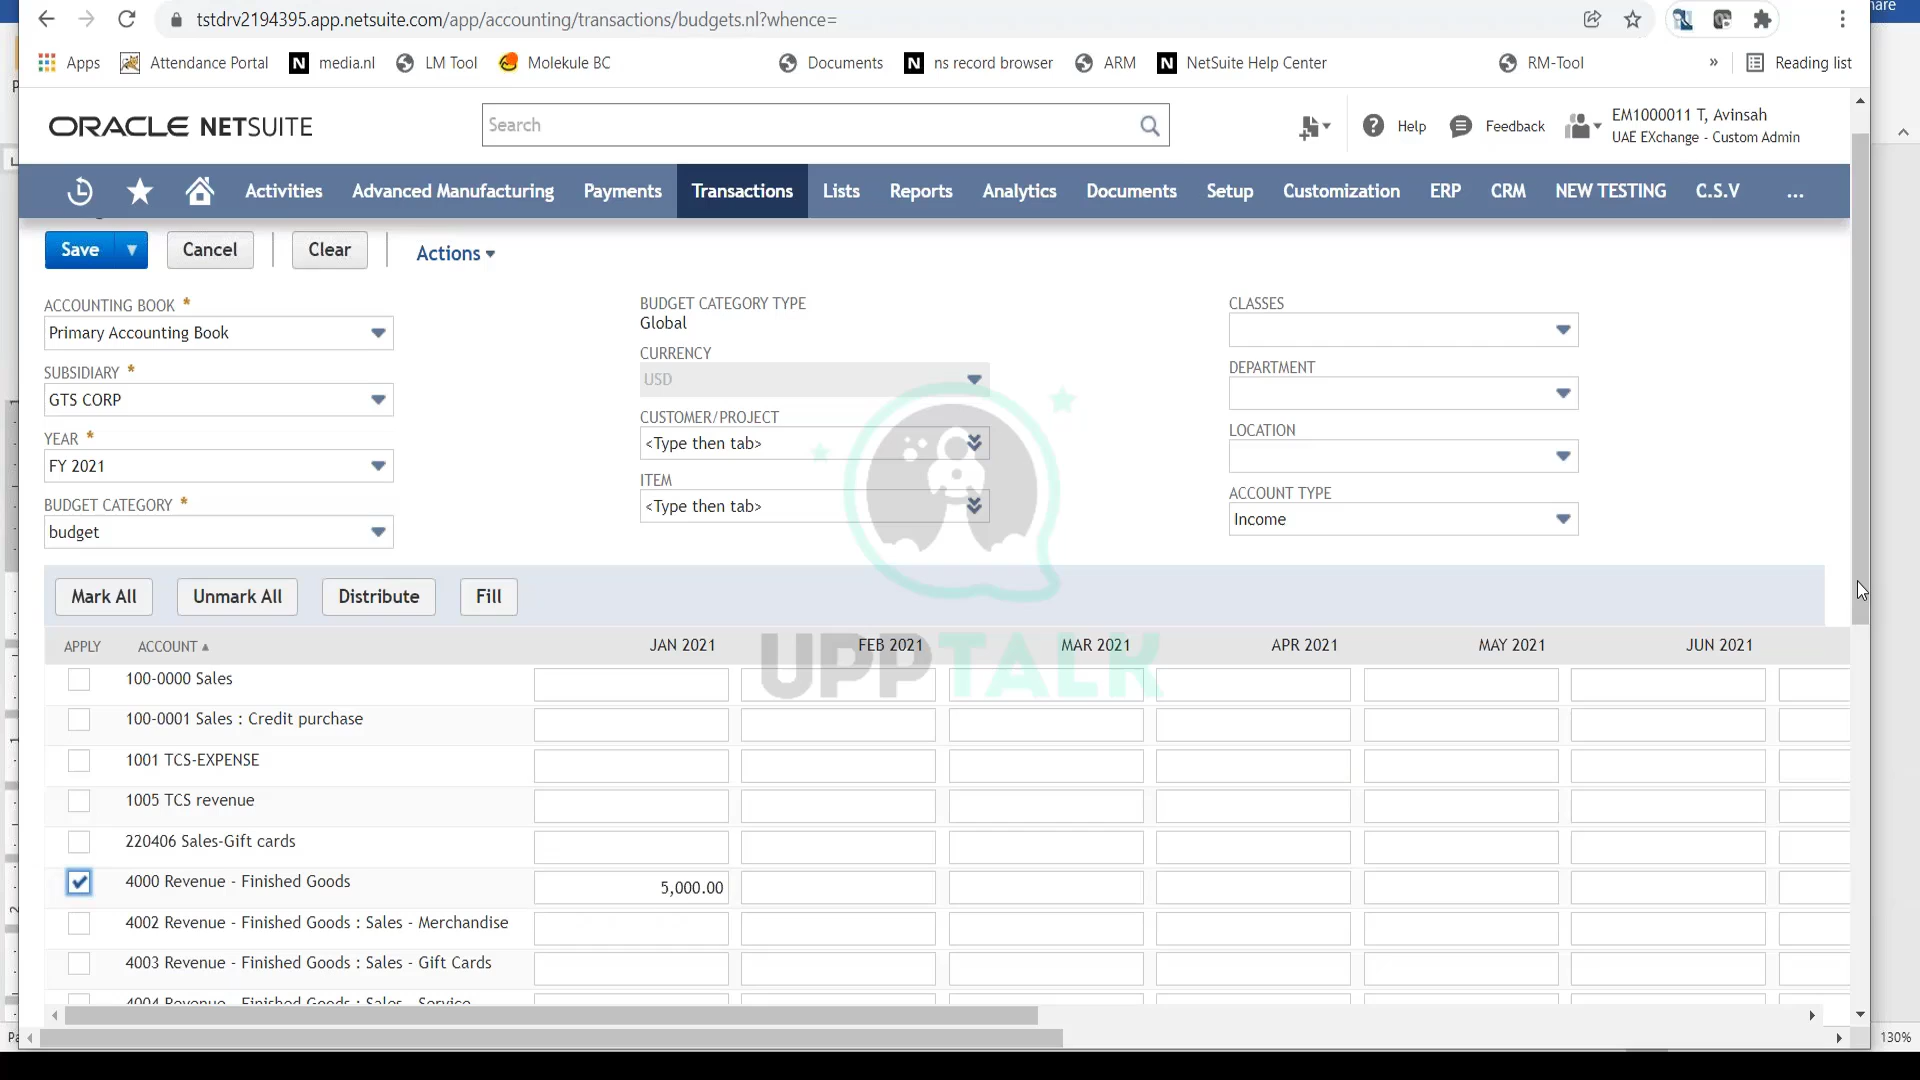 are
tstdrv2194395.app.netsuite.com/app/accounting/transactions/budgets.nl?whence=
Apps Attendance Portal N media.nl LM Tool Molekule BC Documents N ns record browser ARM N NetSuite Help Center RM-Tool » Reading list
ORACLE NETSUITE
Search
Help Feedback
EM1000011 T, Avinsah
UAE EXchange - Custom Admin
Activities Advanced Manufacturing Payments Transactions Lists Reports Analytics Documents Setup Customization ERP CRM NEW TESTING C.S.V ...
Save Cancel Clear Actions
ACCOUNTING BOOK *
Primary Accounting Book
SUBSIDIARY *
GTS CORP
YEAR *
FY 2021
BUDGET CATEGORY *
budget
BUDGET CATEGORY TYPE
Global
CURRENCY
USD
CUSTOMER/PROJECT
<Type then tab>
ITEM
<Type then tab>
CLASSES
DEPARTMENT
LOCATION
ACCOUNT TYPE
Income
Mark All Unmark All Distribute Fill
APPLY ACCOUNT JAN 2021 FEB 2021 MAR 2021 APR 2021 MAY 2021 JUN 2021
UPPTALK
100-0000 Sales
100-0001 Sales : Credit purchase
1001 TCS-EXPENSE
1005 TCS revenue
220406 Sales-Gift cards
4000 Revenue - Finished Goods 5,000.00
4002 Revenue - Finished Goods : Sales - Merchandise
4003 Revenue - Finished Goods : Sales - Gift Cards
4004 Revenue - Finished Goods : Sales - Service
130%